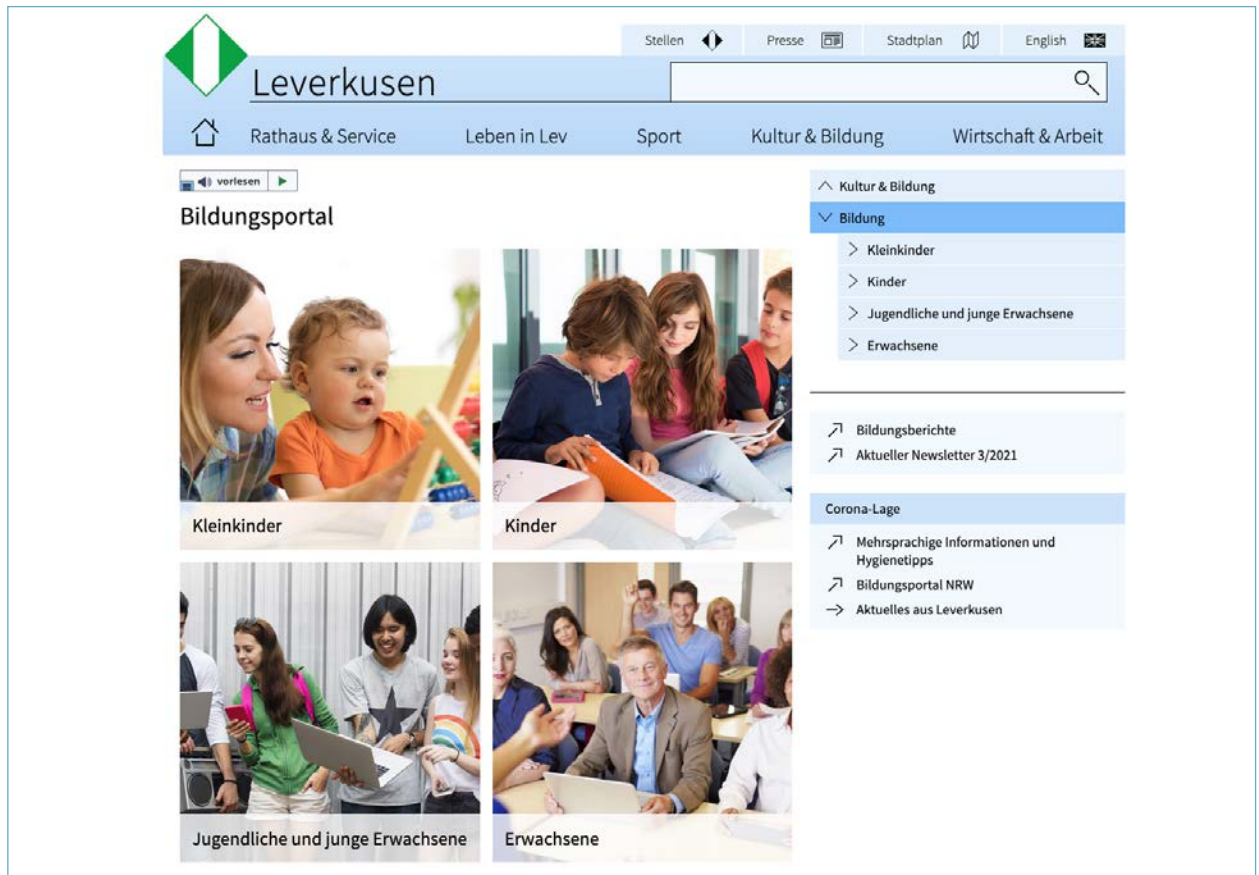 Stellen
Presse
Stadtplan
English
Leverkusen
Rathaus & Service
Leben in Lev
Sport
Kultur & Bildung
Wirtschaft & Arbeit
vorlesen
Bildungsportal
Kleinkinder
Kinder
Jugendliche und junge Erwachsene
Erwachsene
Kultur & Bildung
Bildung
Kleinkinder
Kinder
Jugendliche und junge Erwachsene
Erwachsene
Bildungsberichte
Aktueller Newsletter 3/2021
Corona-Lage
Mehrsprachige Informationen und
Hygienetipps
Bildungsportal NRW
Aktuelles aus Leverkusen